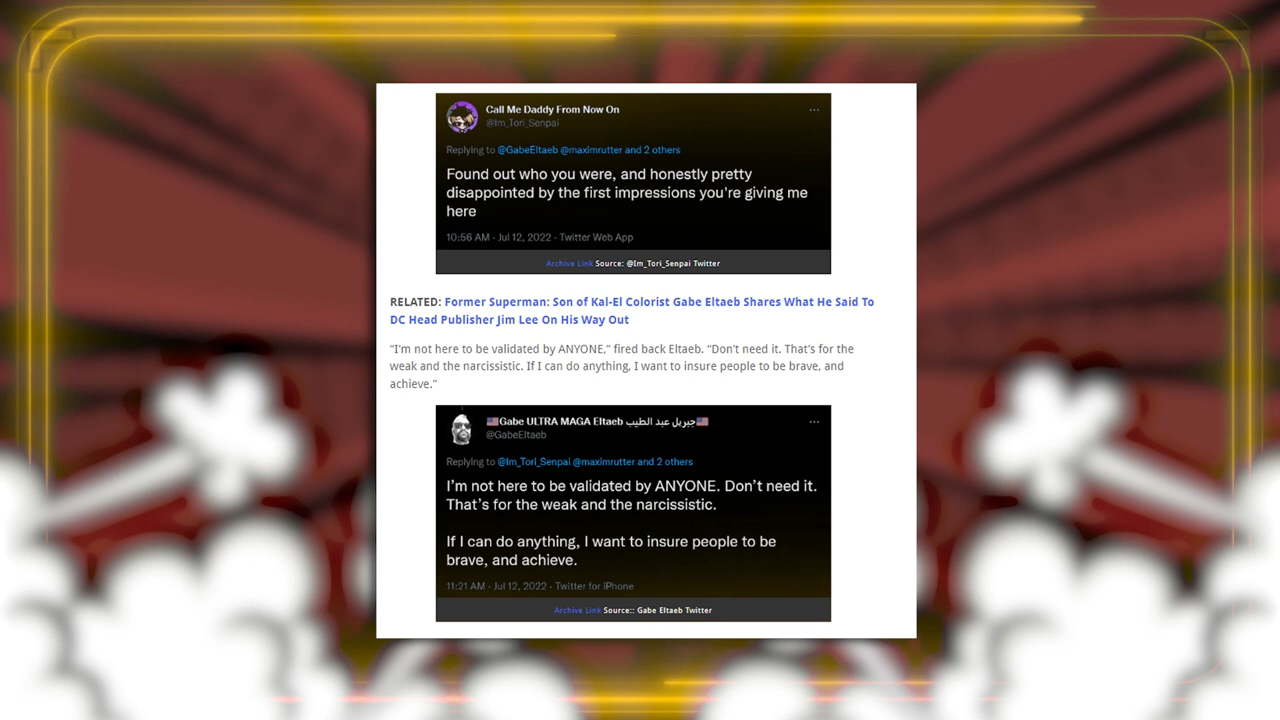 Call Me Daddy From Now On
@Im_Tori_Senpai
Replying to @GabeEltaeb @maximrutter and 2 others
Found out who you were, and honestly pretty
disappointed by the first impressions you're giving me
here
10:56 AM · Jul 12, 2022 · Twitter Web App
Archive Link Source: @Im_Tori_Senpai Twitter
RELATED: Former Superman: Son of Kal-El Colorist Gabe Eltaeb Shares What He Said To
DC Head Publisher Jim Lee On His Way Out
“I’m not here to be validated by ANYONE,” fired back Eltaeb. “Don’t need it. That’s for the
weak and the narcissistic. If I can do anything, I want to insure people to be brave, and
achieve.”
🇺🇸Gabe ULTRA MAGA Eltaeb جبريل عبد الطيب🇺🇸
@GabeEltaeb
Replying to @Im_Tori_Senpai @maximrutter and 2 others
I’m not here to be validated by ANYONE. Don’t need it.
That’s for the weak and the narcissistic.
If I can do anything, I want to insure people to be
brave, and achieve.
11:21 AM · Jul 12, 2022 · Twitter for iPhone
Archive Link Source:: Gabe Eltaeb Twitter